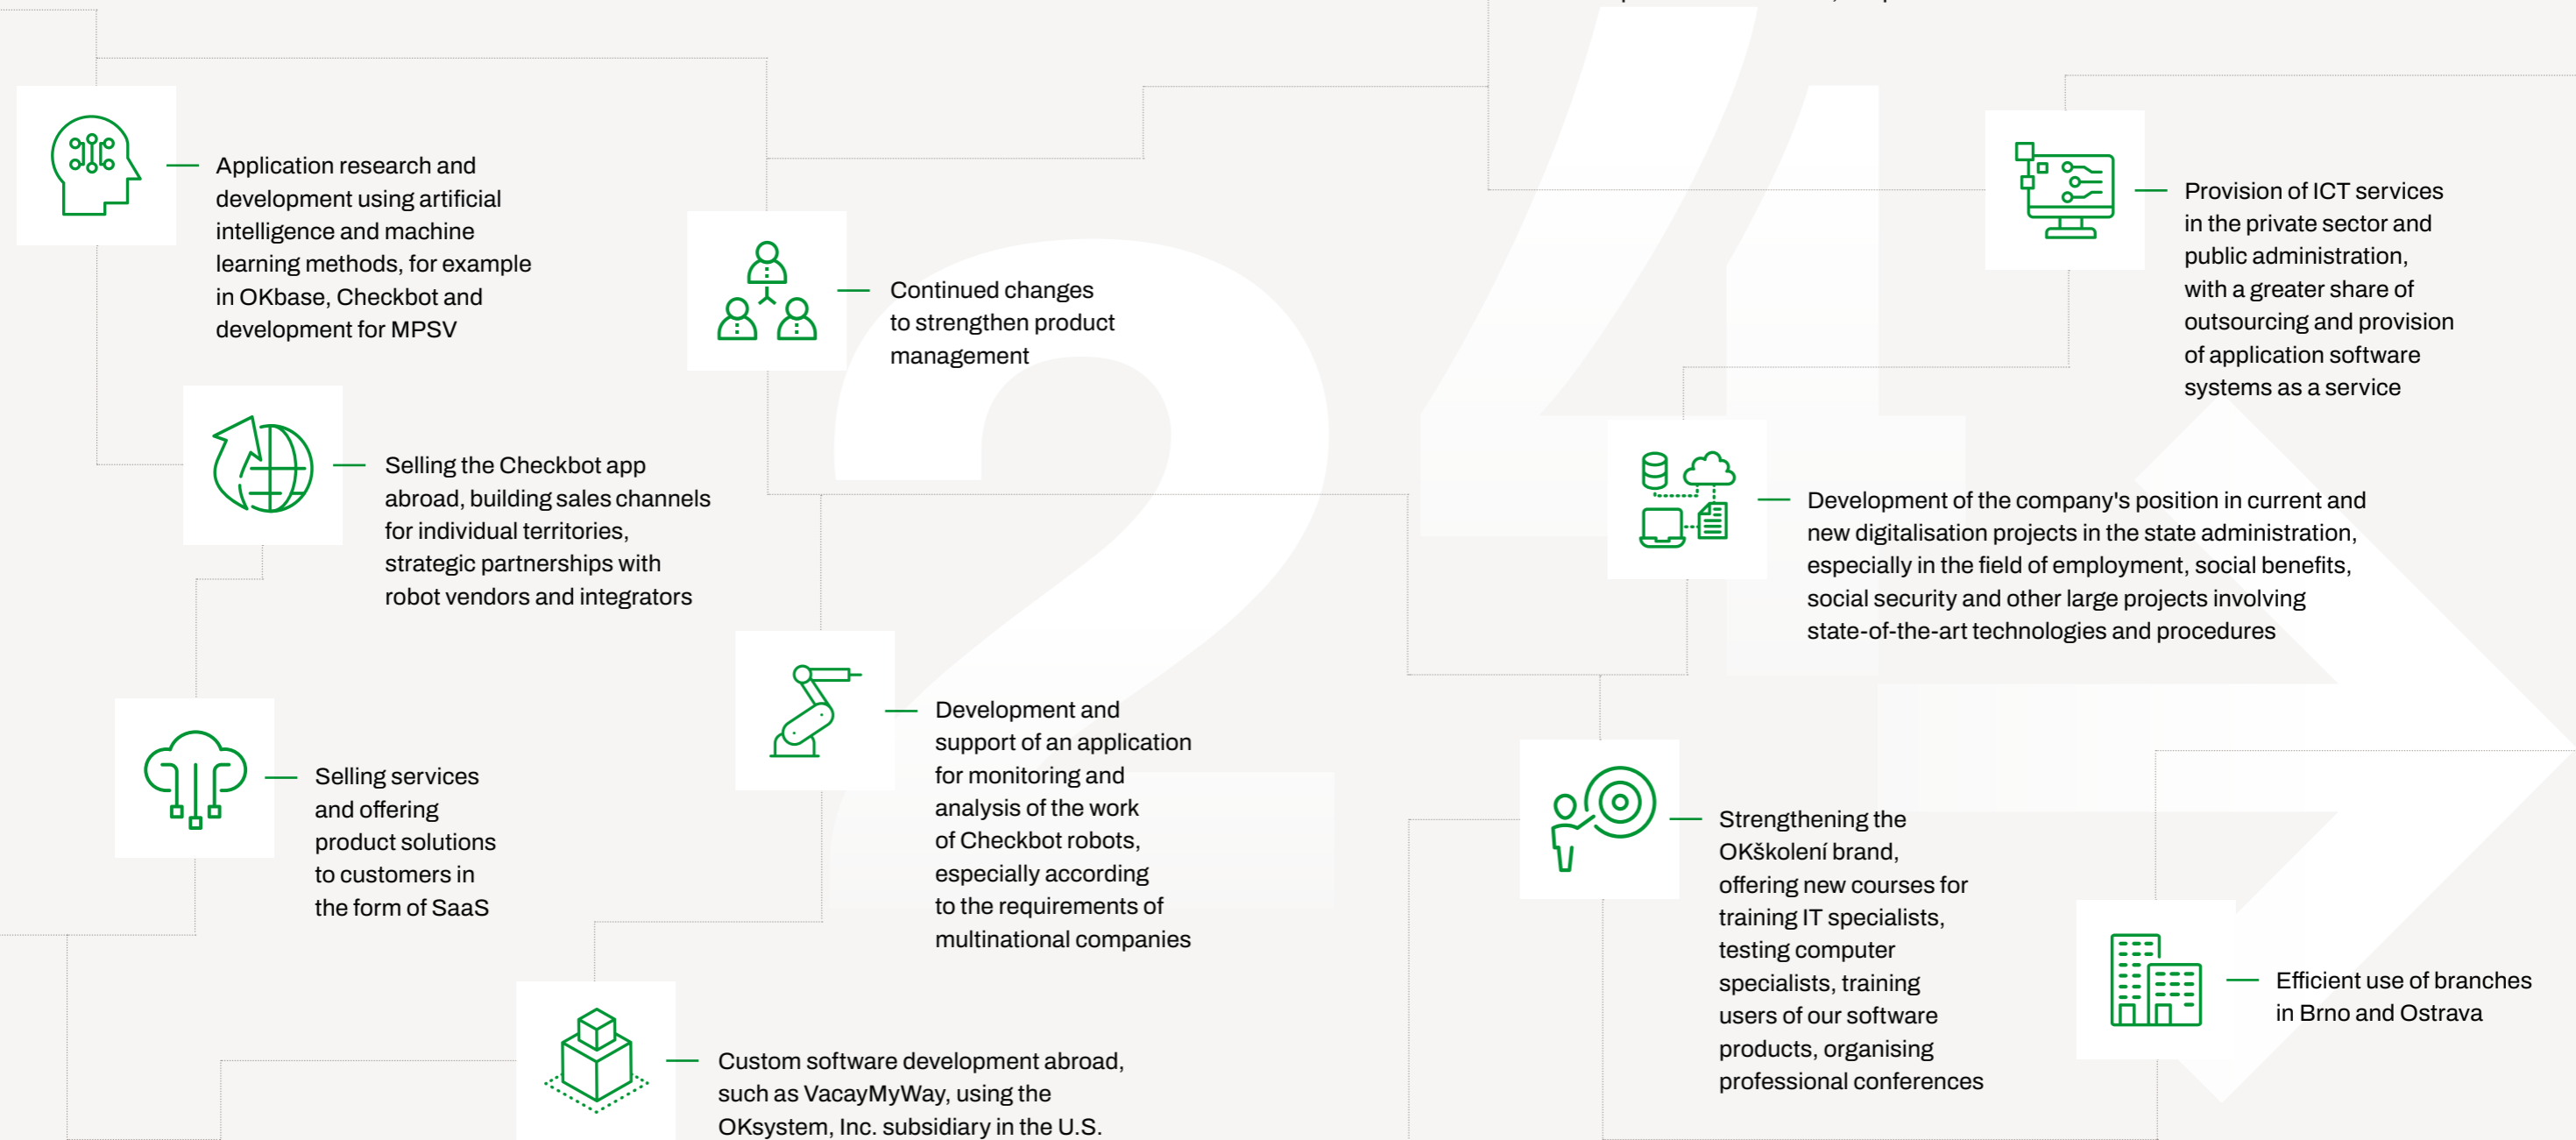 Application research and
development using artificial
intelligence and machine
learning methods, for example
in OKbase, Checkbot and
development for MPSV
Continued changes
to strengthen product
management
Provision of ICT services
in the private sector and
public administration,
with a greater share of
outsourcing and provision
of application software
systems as a service
Selling the Checkbot app
abroad, building sales channels
for individual territories,
strategic partnerships with
robot vendors and integrators
Development of the company's position in current and
new digitalisation projects in the state administration,
especially in the field of employment, social benefits,
social security and other large projects involving
state-of-the-art technologies and procedures
Selling services
and offering
product solutions
to customers in
the form of SaaS
Development and
support of an application
for monitoring and
analysis of the work
of Checkbot robots,
especially according
to the requirements of
multinational companies
Strengthening the
OKškolení brand,
offering new courses for
training IT specialists,
testing computer
specialists, training
users of our software
products, organising
professional conferences
Efficient use of branches
in Brno and Ostrava
Custom software development abroad,
such as VacayMyWay, using the
OKsystem, Inc. subsidiary in the U.S.
24